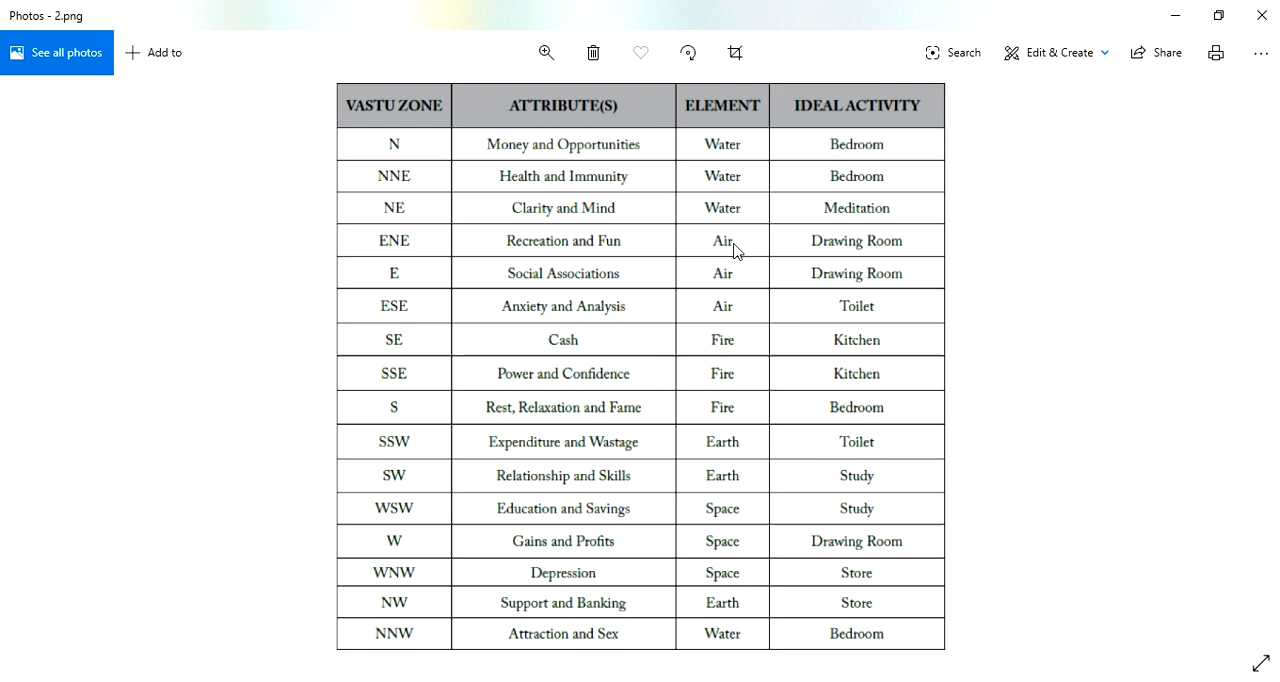 Photos - 2.png
See all photos Add to Search Edit & Create Share
VASTU ZONE ATTRIBUTE(S) ELEMENT IDEAL ACTIVITY
N Money and Opportunities Water Bedroom
NNE Health and Immunity Water Bedroom
NE Clarity and Mind Water Meditation
ENE Recreation and Fun Air Drawing Room
E Social Associations Air Drawing Room
ESE Anxiety and Analysis Air Toilet
SE Cash Fire Kitchen
SSE Power and Confidence Fire Kitchen
S Rest, Relaxation and Fame Fire Bedroom
SSW Expenditure and Wastage Earth Toilet
SW Relationship and Skills Earth Study
WSW Education and Savings Space Study
W Gains and Profits Space Drawing Room
WNW Depression Space Store
NW Support and Banking Earth Store
NNW Attraction and Sex Water Bedroom